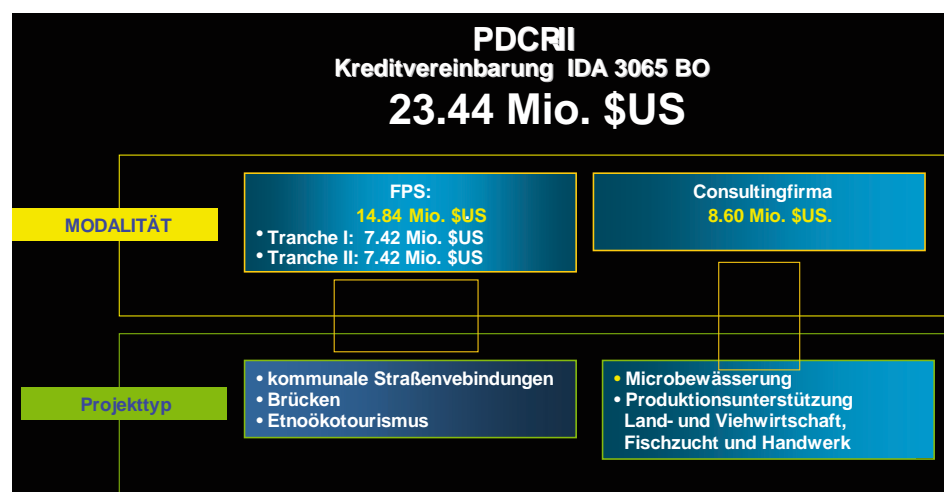 PDCRII
Kreditvereinbarung IDA 3065 BO
23.44 Mio. $US
MODALITÄT
FPS:
14.84 Mio. $US
• Tranche I: 7.42 Mio. $US
• Tranche II: 7.42 Mio. $US
Consultingfirma
8.60 Mio. $US.
Projekttyp
• kommunale Straßenvebindungen
• Brücken
• Etnoökotourismus
• Microbewässerung
• Produktionsunterstützung
Land- und Viehwirtschaft,
Fischzucht und Handwerk